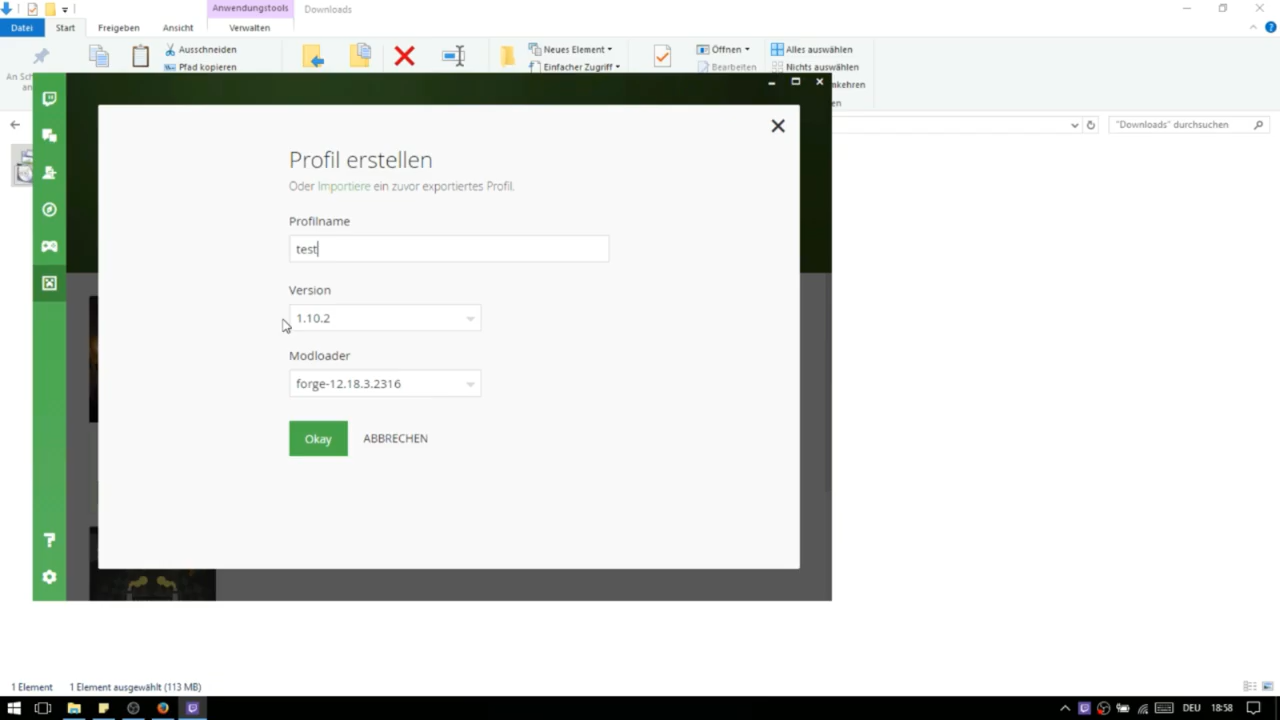 Anwendungstools
Downloads
Datei
Start
Freigeben
Ansicht
Verwalten
Ausschneiden
Pfad kopieren
Neues Element
Einfacher Zugriff
Öffnen
Bearbeiten
Alles auswählen
Nichts auswählen
"Downloads" durchsuchen
Profil erstellen
Oder Importiere ein zuvor exportiertes Profil.
Profilname
test
Version
1.10.2
Modloader
forge-12.18.3.2316
Okay
ABBRECHEN
1 Element
1 Element ausgewählt (113 MB)
DEU
18:58